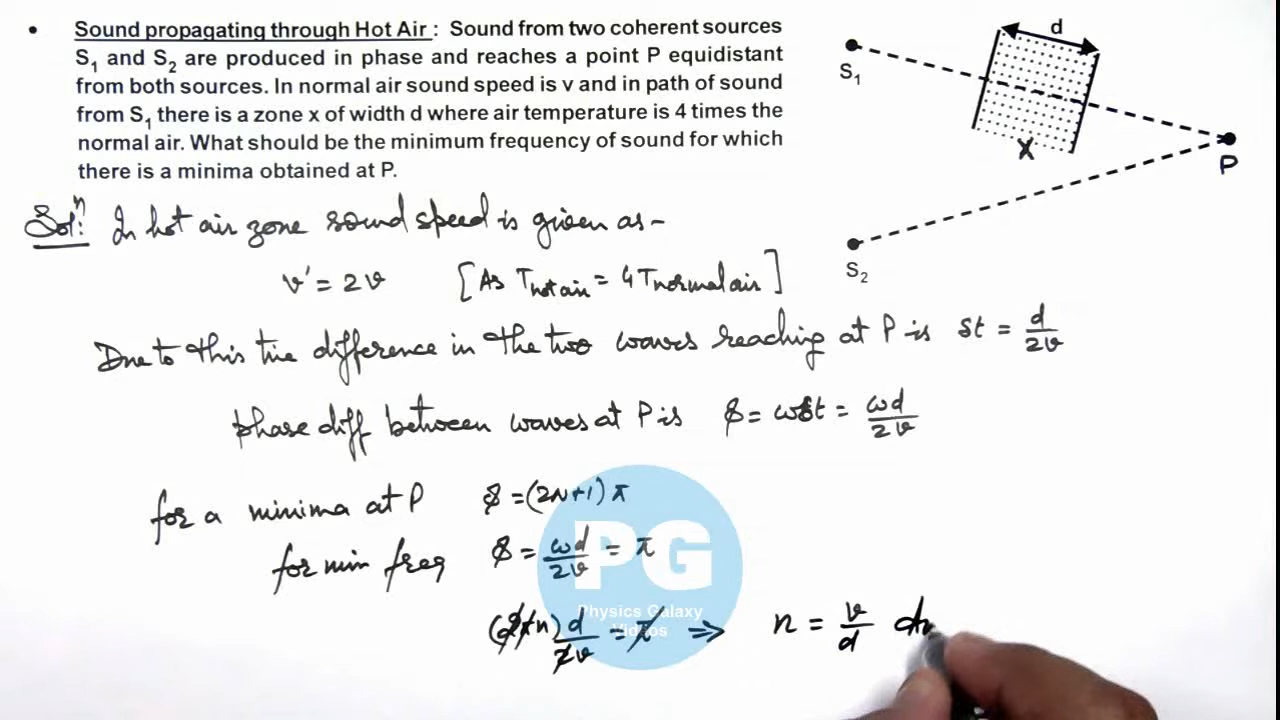 • Sound propagating through Hot Air : Sound from two coherent sources
S1 and S2 are produced in phase and reaches a point P equidistant
from both sources. In normal air sound speed is v and in path of sound
from S1 there is a zone x of width d where air temperature is 4 times the
normal air. What should be the minimum frequency of sound for which
there is a minima obtained at P.
d
S1
X
P
S2
Solⁿ: In hot air zone sound speed is given as-
v' = 2v [As Thot air = 4Tnormal air]
Due to this time difference in the two waves reaching at P is δt = d/2v
phase diff between waves at P is φ = ωδt = ωd/2v
for a minima at P φ = (2N+1)π
for min freq φ = ωd/2v = π
(2πn) d/2v = π ⇒ n = v/d
PG
Physics Galaxy
Videos